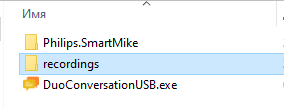 Имя
Philips.SmartMike
recordings
DuoConversationUSB.exe